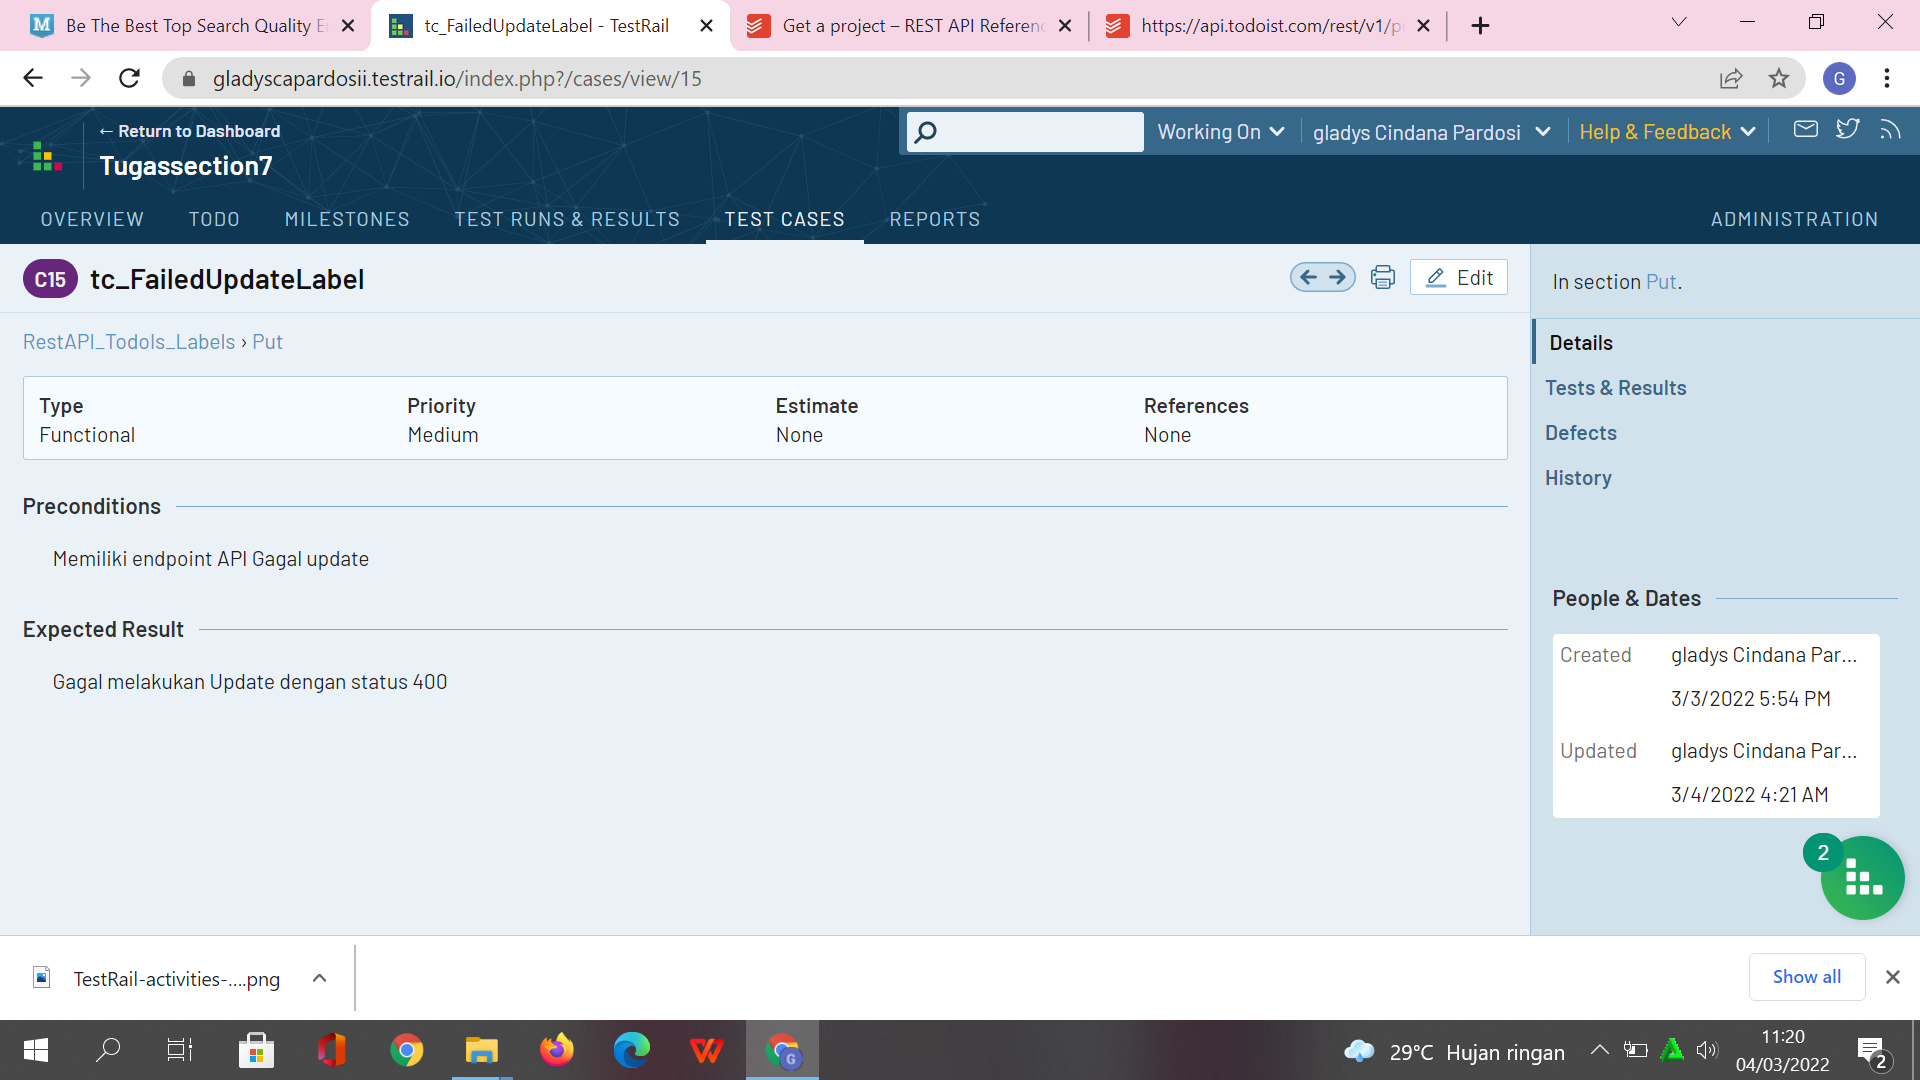 Be The Best Top Search Quality E
tc_FailedUpdateLabel - TestRail
Get a project – REST API Referenc
https://api.todoist.com/rest/v1/p
gladyscapardosii.testrail.io/index.php?/cases/view/15
G
← Return to Dashboard
Tugassection7
Working On
gladys Cindana Pardosi
Help & Feedback
OVERVIEW
TODO
MILESTONES
TEST RUNS & RESULTS
TEST CASES
REPORTS
ADMINISTRATION
C15
tc_FailedUpdateLabel
Edit
RestAPI_TodoIs_Labels › Put
Type
Priority
Estimate
References
Functional
Medium
None
None
Preconditions
Memiliki endpoint API Gagal update
Expected Result
Gagal melakukan Update dengan status 400
In section Put.
Details
Tests & Results
Defects
History
People & Dates
Created
gladys Cindana Par...
3/3/2022 5:54 PM
Updated
gladys Cindana Par...
3/4/2022 4:21 AM
2
TestRail-activities-....png
Show all
G
29°C Hujan ringan
11:20
04/03/2022
2